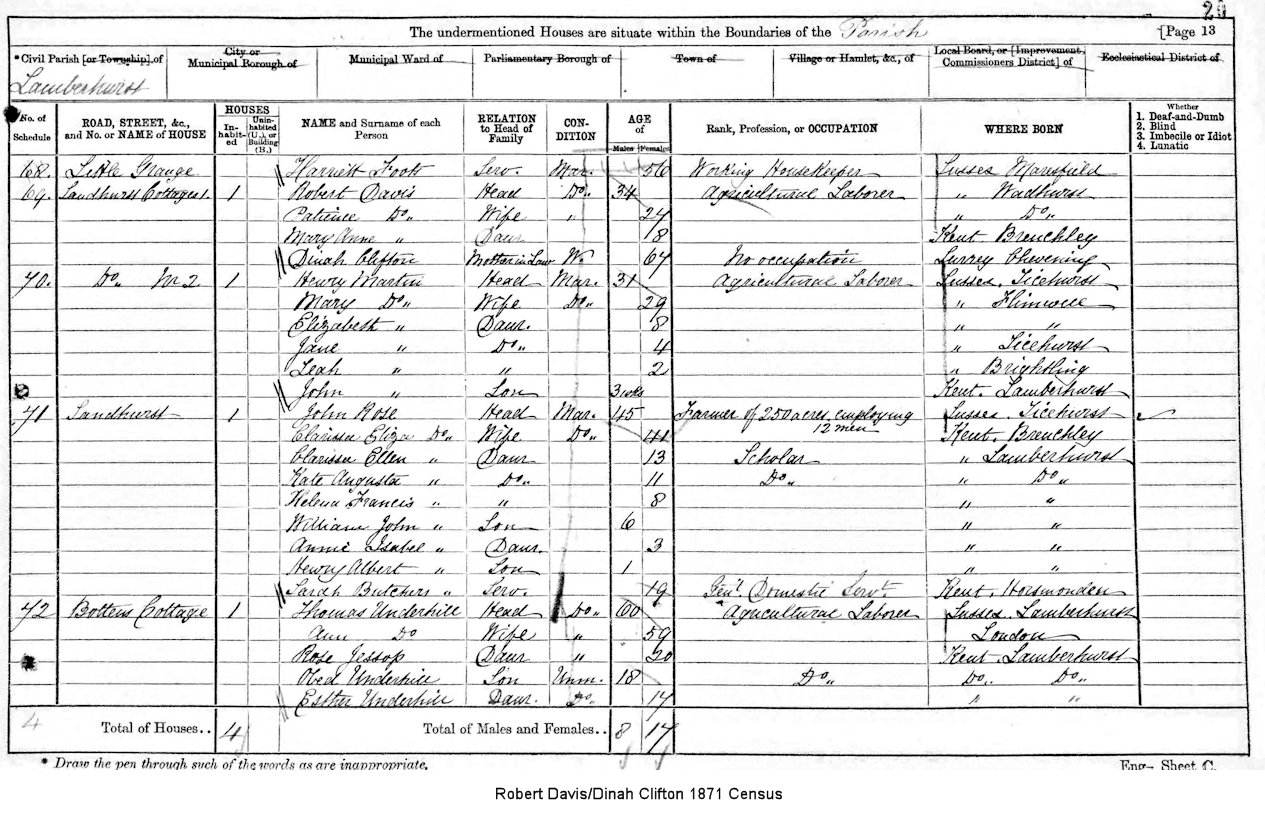 20
The undermentioned Houses are situate within the Boundaries of the Parish [Page 13
*Civil Parish [or Township] of City or Municipal Borough of Municipal Ward of Parliamentary Borough of Town of Village or Hamlet, &c., of Local Board, or [Improvement Commissioners District] of Ecclesiastical District of
Lamberhurst
No. of Schedule ROAD, STREET, &c., and No. or NAME of HOUSE HOUSES Inhabited Uninhabited (U.), or Building (B.) NAME and Surname of each Person RELATION to Head of Family CONDITION AGE of Males Females Rank, Profession, or OCCUPATION WHERE BORN Whether 1. Deaf-and-Dumb 2. Blind 3. Imbecile or Idiot 4. Lunatic
68 Little Grange Harriett Foot Serv. Mar. 56 Working Housekeeper Sussex Maresfield
69. Sandhurst Cottages 1. 1 Robert Davis Head Do,, 34 Agricultural Laborer ,, Wadhurst
Patience Do,, Wife ,, 24 ,, Do,,
Mary Anne ,, Daur 8 Kent Brenchley
Dinah Clifton Mother in Law W. 67 No occupation Surrey Chevening
70. Do,, No 2 1 Henry Martin Head Mar. 31 Agricultural Laborer Sussex. Ticehurst
Mary Do,, Wife Do,, 29 ,, Flimwell
Elizabeth ,, Daur. 8 ,, ,,
Jane ,, Do,, 4 ,, Ticehurst
Leah ,, ,, 2 ,, Brightling
John ,, Son 3 wks Kent. Lamberhurst
71 Sandhurst 1 John Rose Head Mar. 45 Farmer of 250 acres employing 12 men Sussex. Ticehurst
Clarissa Eliza Do,, Wife Do,, 41 Kent. Brenchley
Clarissa Ellen ,, Daur 13 Scholar ,, Lamberhurst
Kate Augusta ,, Do,, 11 Do,, ,, Do,,
Helena Francis ,, ,, 8 ,, ,,
William John ,, Son 6 ,, ,,
Annie Isabel ,, Daur. 3 ,, ,,
Henry Albert ,, Son 1 ,, ,,
Sarah Butchers ,, Serv. 19 Genl. Domestic Servt. Kent. Horsmonden
72 Bottens Cottage 1 Thomas Underhill Head Do,, 60 Agricultural Laborer Sussex. Lamberhurst
Ann Do Wife ,, 59 London
Rose Jessop Daur ,, 20 Kent. Lamberhurst
Obed Underhill Son Unm. 18 Do,, Do,, Do,,
Esther Underhill Daur. Do,, 17 ,, ,,
4 Total of Houses.. 4 Total of Males and Females.. 8 17
* Draw the pen through such of the words as are inappropriate. Eng- Sheet C.
Robert Davis/Dinah Clifton 1871 Census